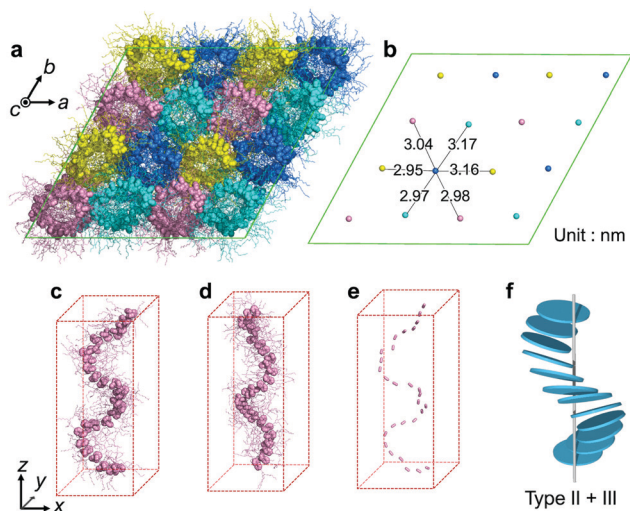 a
b
c
a
b
3.04
3.17
2.95
3.16
2.97
2.98
Unit : nm
c
d
e
f
z
y
x
Type II + III